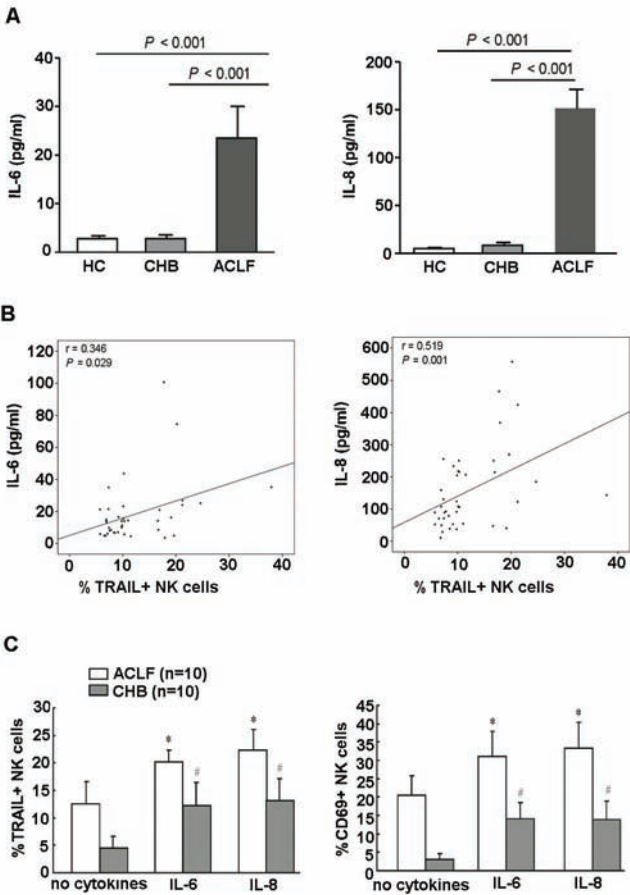 A
P < 0.001
P < 0.001
IL-6 (pg/ml)
40
30
20
10
0
HC CHB ACLF
P < 0.001
P < 0.001
IL-8 (pg/ml)
200
150
100
50
0
HC CHB ACLF
B
r = 0.346
P = 0.029
IL-6 (pg/ml)
120
100
80
60
40
20
0
0 10 20 30 40
% TRAIL+ NK cells
r = 0.519
P = 0.001
IL-8 (pg/ml)
600
500
400
300
200
100
0
0 10 20 30 40
% TRAIL+ NK cells
C
ACLF (n=10)
CHB (n=10)
% TRAIL+ NK cells
30
25
20
15
10
5
0
* #
* #
no cytokines IL-6 IL-8
% CD69+ NK cells
45
40
35
30
25
20
15
10
5
0
* #
* #
no cytokines IL-6 IL-8